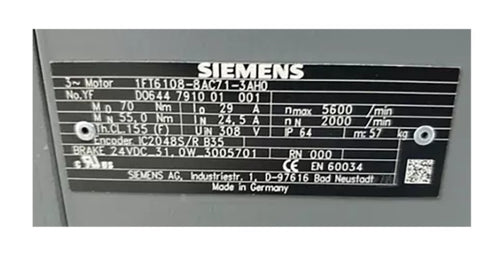 SIEMENS
3~ Motor 1FT6108-8AC71-3AH0
No.YF D0644 7910 01 001
M0 70 Nm I0 29 A nmax 5600 /min
MN 55,0 Nm IN 24,5 A nN 2000 /min
Th.CL.155 (F) UIN 308 V IP 64 m: 57 kg
Encoder IC2048S/R B35
BRAKE 24VDC 31,0W 3005701 RN 000
CE EN 60034
SIEMENS AG, Industriestr. 1, D-97616 Bad Neustadt
Made in Germany